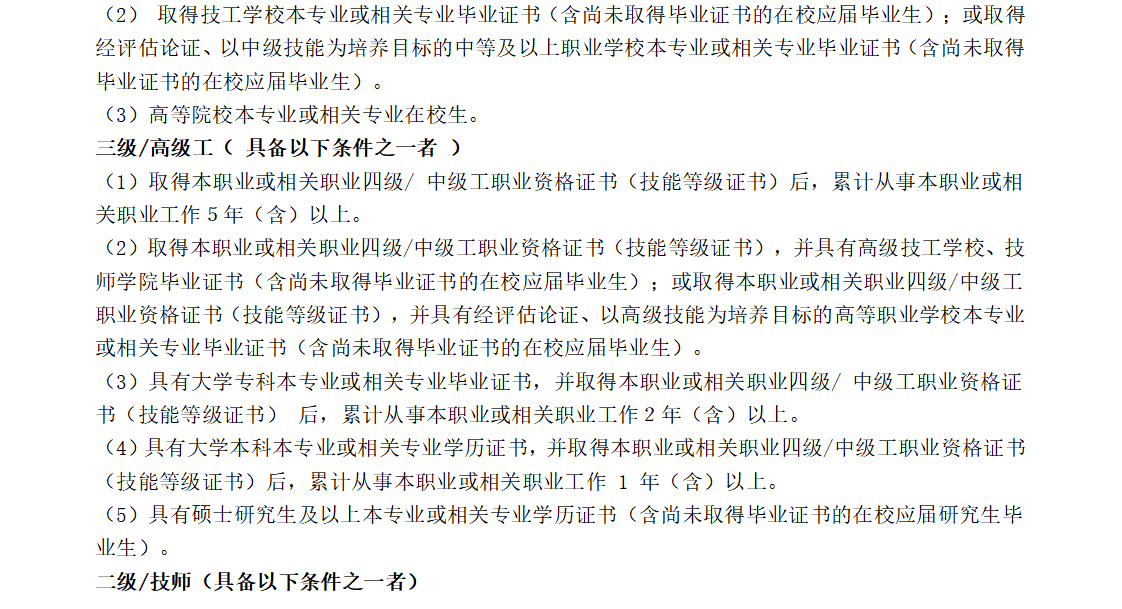 （2） 取得技工学校本专业或相关专业毕业证书（含尚未取得毕业证书的在校应届毕业生）；或取得
经评估论证、以中级技能为培养目标的中等及以上职业学校本专业或相关专业毕业证书（含尚未取得
毕业证书的在校应届毕业生）。
（3）高等院校本专业或相关专业在校生。
三级/高级工（ 具备以下条件之一者 ）
（1）取得本职业或相关职业四级/ 中级工职业资格证书（技能等级证书）后，累计从事本职业或相
关职业工作 5 年（含）以上。
（2）取得本职业或相关职业四级/中级工职业资格证书（技能等级证书），并具有高级技工学校、技
师学院毕业证书（含尚未取得毕业证书的在校应届毕业生）；或取得本职业或相关职业四级/中级工
职业资格证书（技能等级证书），并具有经评估论证、以高级技能为培养目标的高等职业学校本专业
或相关专业毕业证书（含尚未取得毕业证书的在校应届毕业生）。
（3）具有大学专科本专业或相关专业毕业证书，并取得本职业或相关职业四级/ 中级工职业资格证
书（技能等级证书） 后，累计从事本职业或相关职业工作 2 年（含）以上。
（4）具有大学本科本专业或相关专业学历证书，并取得本职业或相关职业四级/中级工职业资格证书
（技能等级证书）后，累计从事本职业或相关职业工作 1 年（含）以上。
（5）具有硕士研究生及以上本专业或相关专业学历证书（含尚未取得毕业证书的在校应届研究生毕
业生）。
二级/技师（具备以下条件之一者）